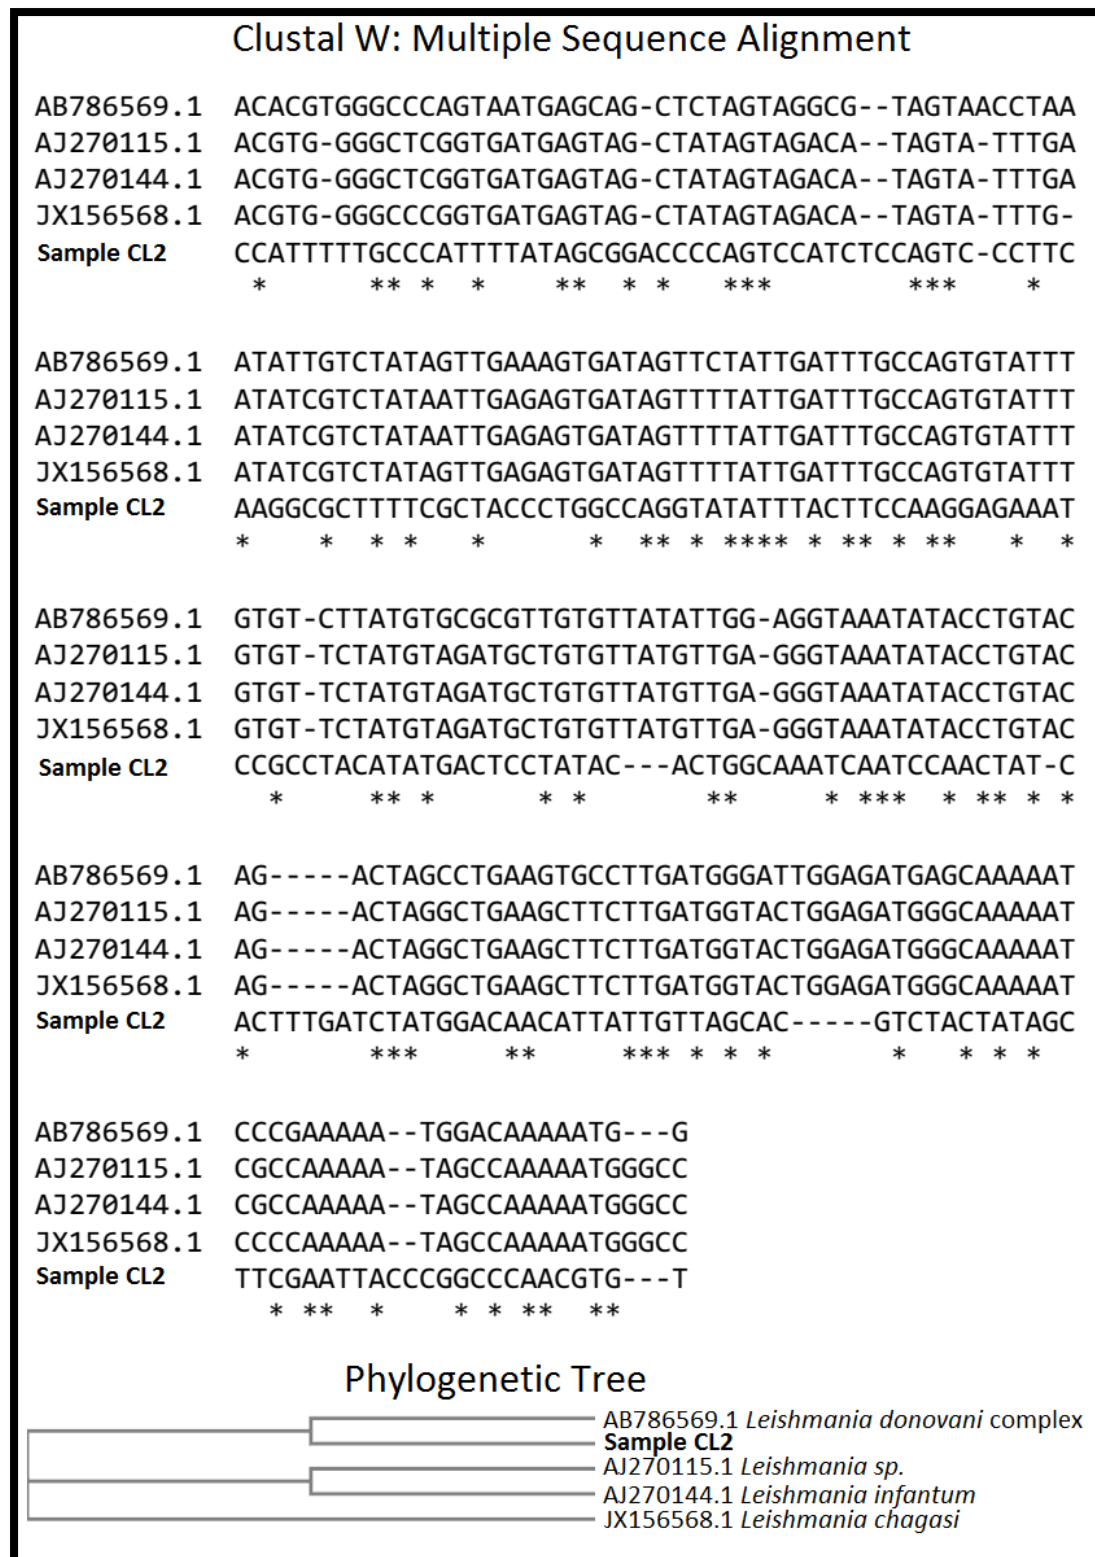 Clustal W: Multiple Sequence Alignment
AB786569.1 ACACGTGGGCCCAGTAATGAGCAG-CTCTAGTAGGCG--TAGTAACCTAA
AJ270115.1 ACGTG-GGGCTCGGTGATGAGTAG-CTATAGTAGACA--TAGTA-TTTGA
AJ270144.1 ACGTG-GGGCTCGGTGATGAGTAG-CTATAGTAGACA--TAGTA-TTTGA
JX156568.1 ACGTG-GGGCCCGGTGATGAGTAG-CTATAGTAGACA--TAGTA-TTTG-
Sample CL2 CCATTTTTGCCCATTTTATAGCGGACCCCAGTCCATCTCCAGTC-CCTTC
* ** * * ** * * *** *** *
AB786569.1 ATATTGTCTATAGTTGAAAGTGATAGTTCTATTGATTTGCCAGTGTATTT
AJ270115.1 ATATCGTCTATAATTGAGAGTGATAGTTTTATTGATTTGCCAGTGTATTT
AJ270144.1 ATATCGTCTATAATTGAGAGTGATAGTTTTATTGATTTGCCAGTGTATTT
JX156568.1 ATATCGTCTATAGTTGAGAGTGATAGTTTTATTGATTTGCCAGTGTATTT
Sample CL2 AAGGCGCTTTTCGCTACCCTGGCCAGGTATATTTACTTCCAAGGAGAAAT
* * * * * * ** * **** * ** * ** * *
AB786569.1 GTGT-CTTATGTGCGCGTTGTGTTATATTGG-AGGTAAATATACCTGTAC
AJ270115.1 GTGT-TCTATGTAGATGCTGTGTTATGTTGA-GGGTAAATATACCTGTAC
AJ270144.1 GTGT-TCTATGTAGATGCTGTGTTATGTTGA-GGGTAAATATACCTGTAC
JX156568.1 GTGT-TCTATGTAGATGCTGTGTTATGTTGA-GGGTAAATATACCTGTAC
Sample CL2 CCGCCTACATATGACTCCTATAC---ACTGGCAAATCAATCCAACTAT-C
* ** * * * ** * *** * ** * *
AB786569.1 AG-----ACTAGCCTGAAGTGCCTTGATGGGATTGGAGATGAGCAAAAAT
AJ270115.1 AG-----ACTAGGCTGAAGCTTCTTGATGGTACTGGAGATGGGCAAAAAT
AJ270144.1 AG-----ACTAGGCTGAAGCTTCTTGATGGTACTGGAGATGGGCAAAAAT
JX156568.1 AG-----ACTAGGCTGAAGCTTCTTGATGGTACTGGAGATGGGCAAAAAT
Sample CL2 ACTTTGATCTATGGACAACATTATTGTTAGCAC-----GTCTACTATAGC
* *** ** *** * * * * * * *
AB786569.1 CCCGAAAAA--TGGACAAAAATG---G
AJ270115.1 CGCCAAAAA--TAGCCAAAAATGGGCC
AJ270144.1 CGCCAAAAA--TAGCCAAAAATGGGCC
JX156568.1 CCCCAAAAA--TAGCCAAAAATGGGCC
Sample CL2 TTCGAATTACCCGGCCCAACGTG---T
* ** * * * ** **
Phylogenetic Tree
AB786569.1 Leishmania donovani complex
Sample CL2
AJ270115.1 Leishmania sp.
AJ270144.1 Leishmania infantum
JX156568.1 Leishmania chagasi